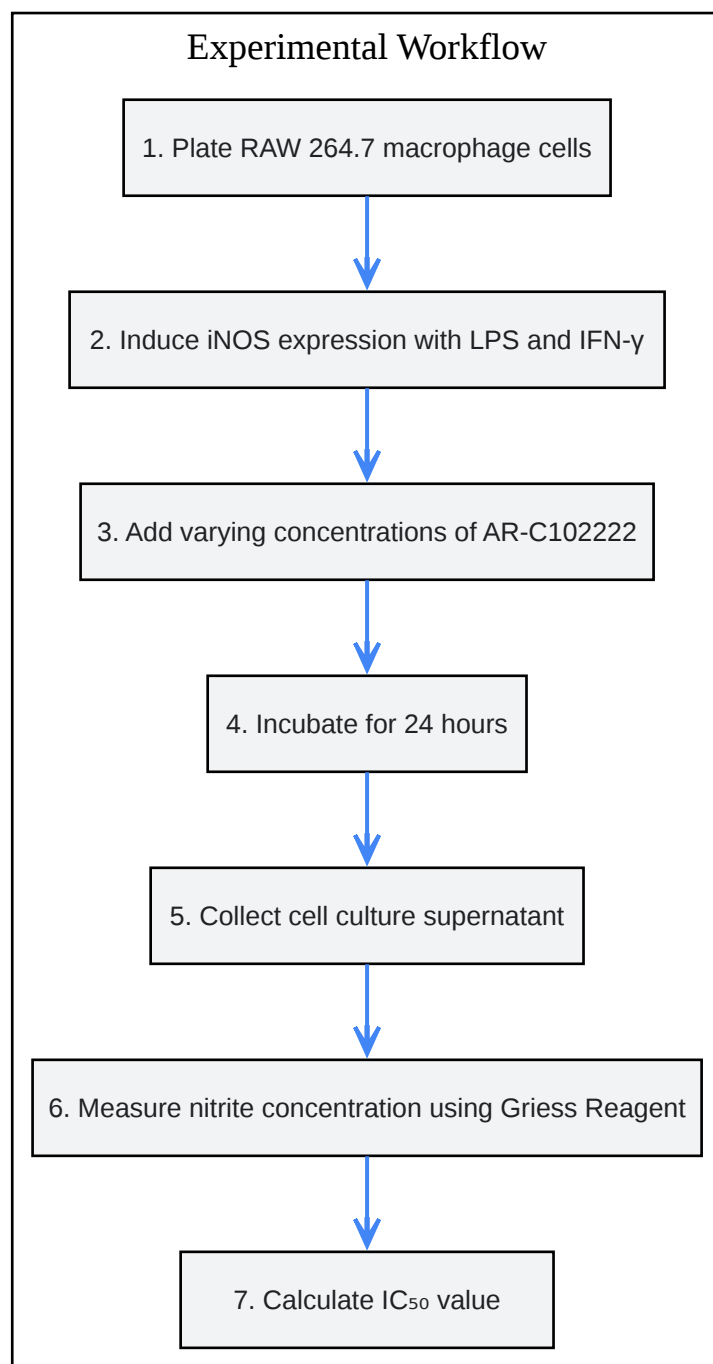 Experimental Workflow
1. Plate RAW 264.7 macrophage cells
2. Induce iNOS expression with LPS and IFN-γ
3. Add varying concentrations of AR-C102222
4. Incubate for 24 hours
5. Collect cell culture supernatant
6. Measure nitrite concentration using Griess Reagent
7. Calculate IC₅₀ value